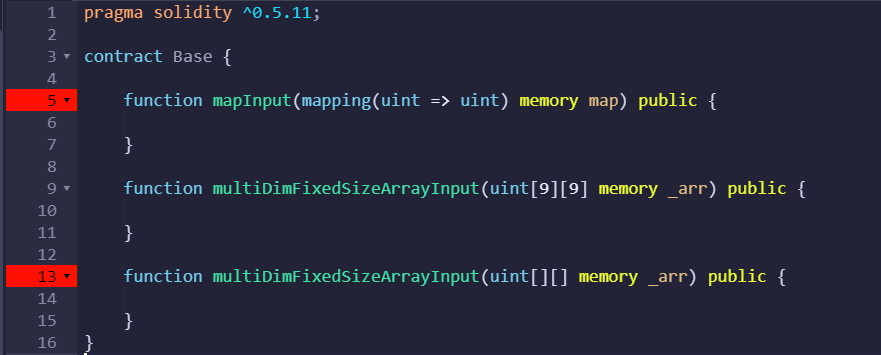 1 pragma solidity ^0.5.11;
2
3 contract Base {
4
5 function mapInput(mapping(uint => uint) memory map) public {
6
7 }
8
9 function multiDimFixedSizeArrayInput(uint[9][9] memory _arr) public {
10
11 }
12
13 function multiDimFixedSizeArrayInput(uint[][] memory _arr) public {
14
15 }
16 }